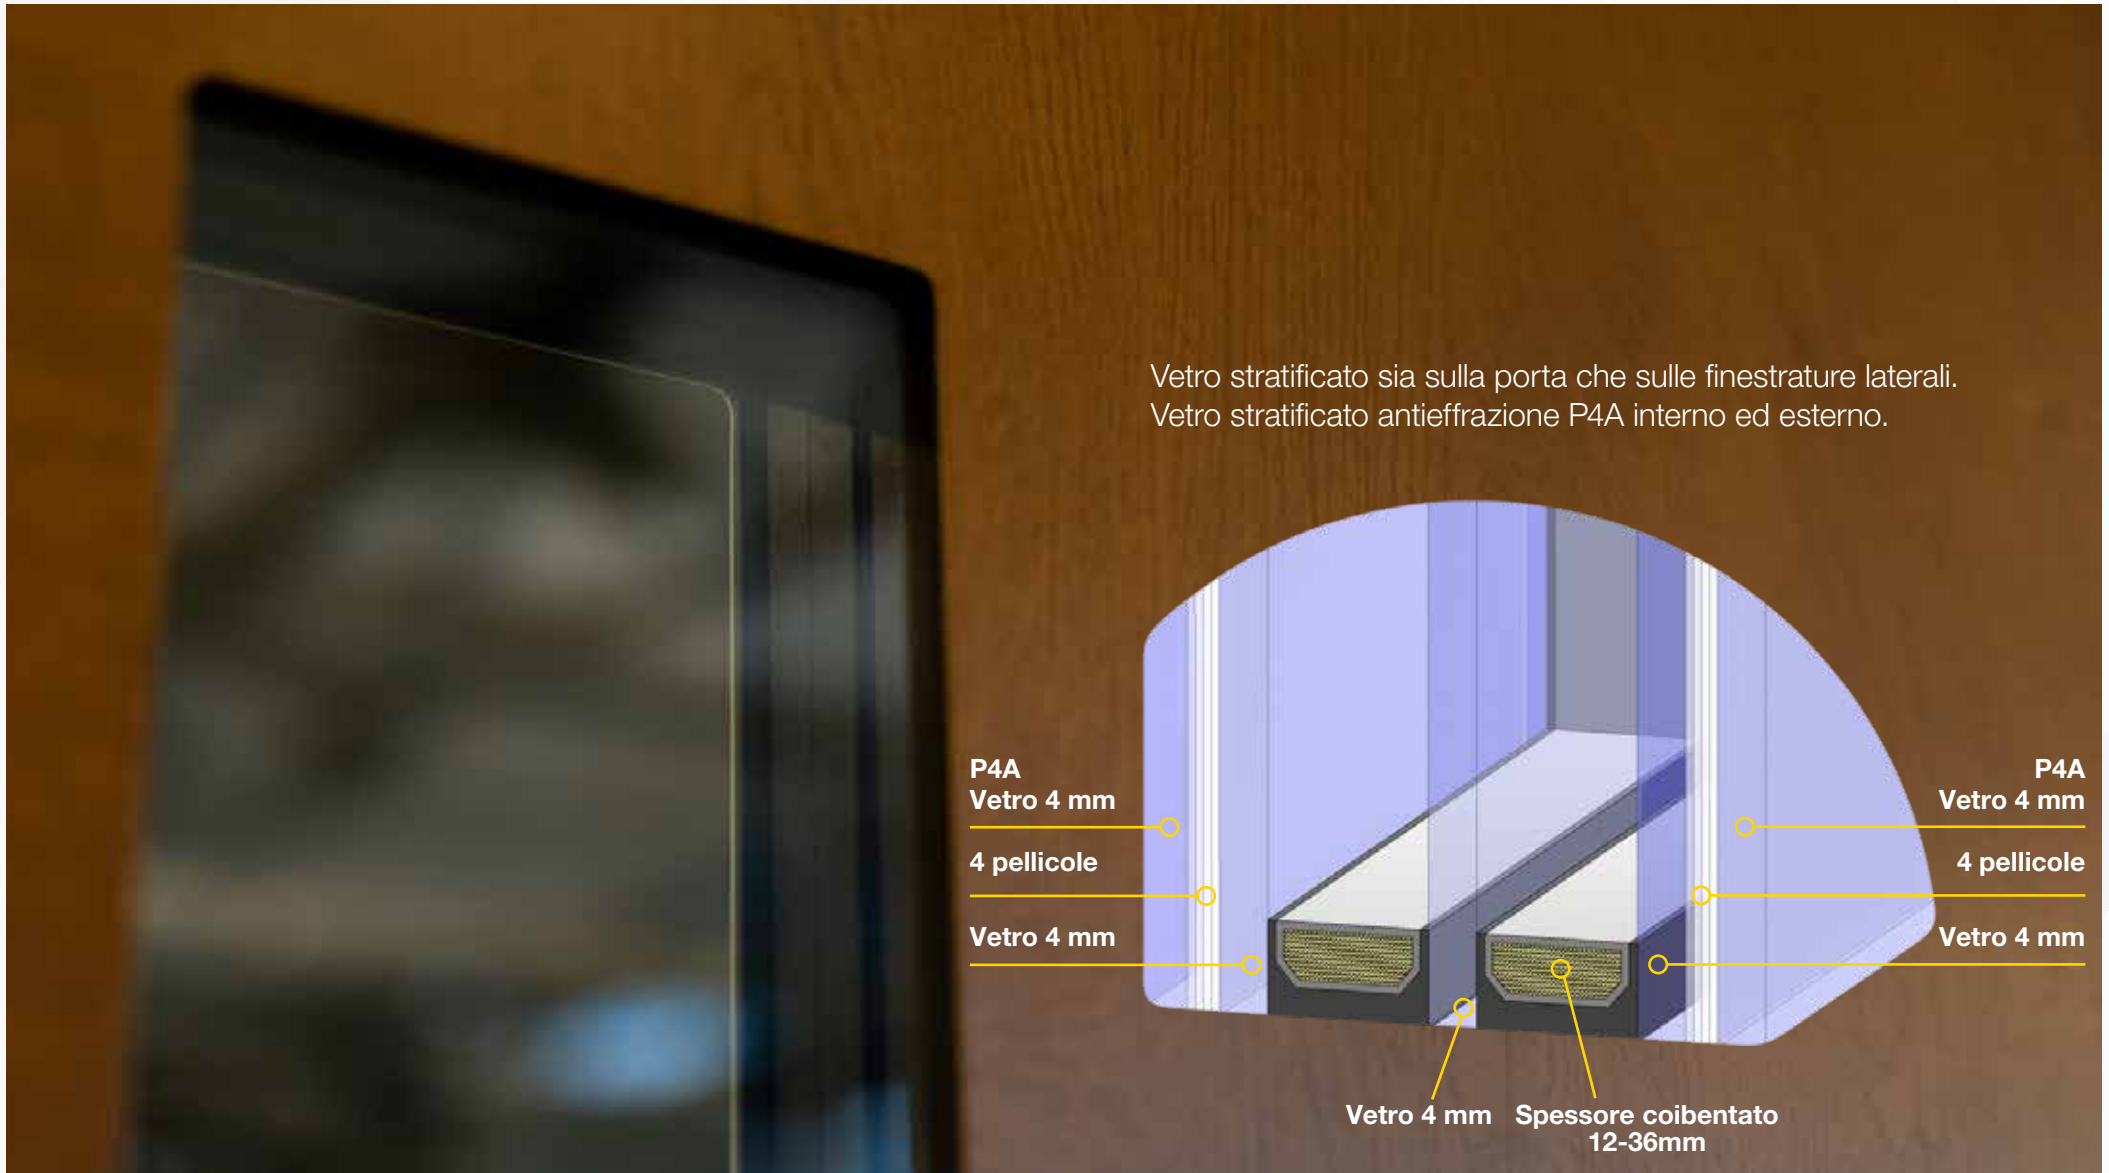 Vetro stratificato sia sulla porta che sulle finestrature laterali.
Vetro stratificato antieffrazione P4A interno ed esterno.
P4A
Vetro 4 mm
4 pellicole
Vetro 4 mm
P4A
Vetro 4 mm
4 pellicole
Vetro 4 mm
Vetro 4 mm
Spessore coibentato
12-36mm